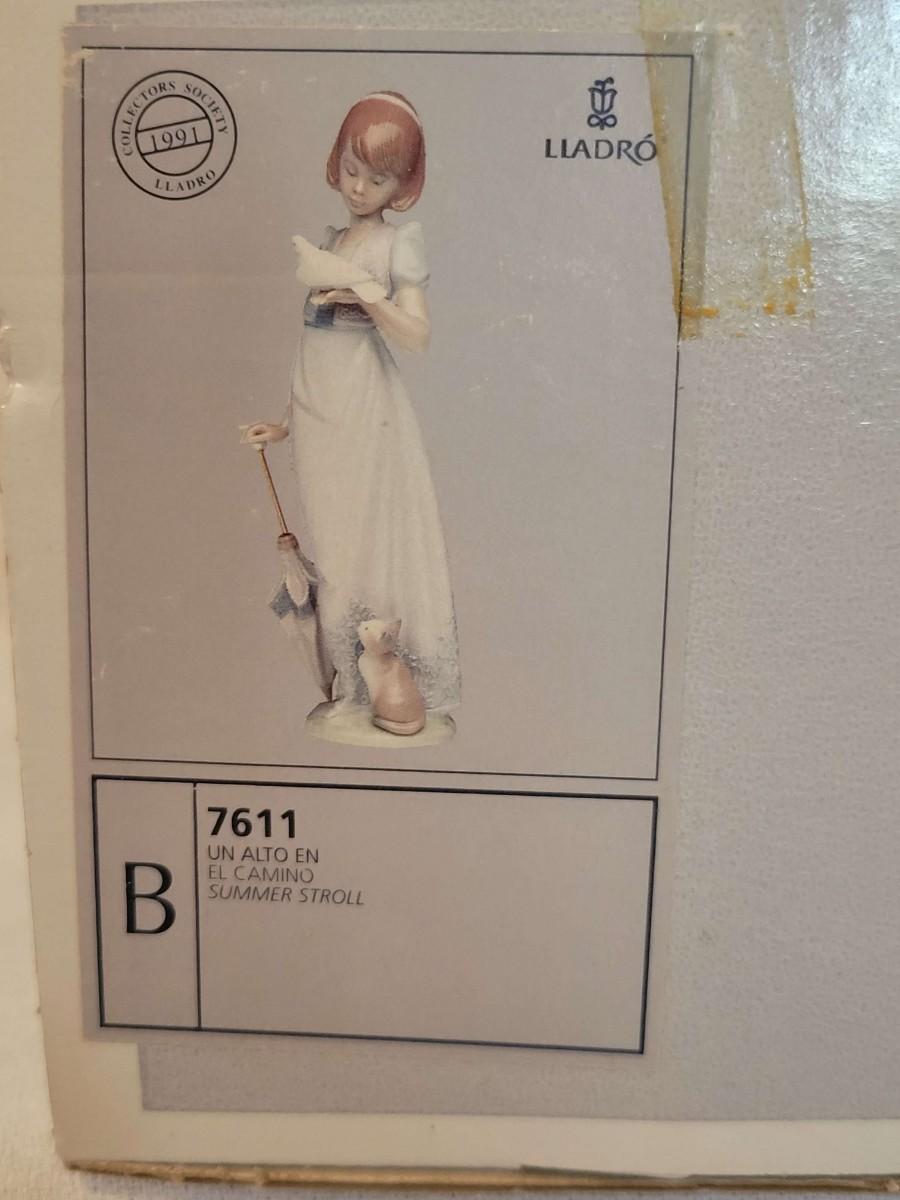 COLLECTORS SOCIETY
1991
LLADRO
LLADRÓ
B
7611
UN ALTO EN
EL CAMINO
SUMMER STROLL